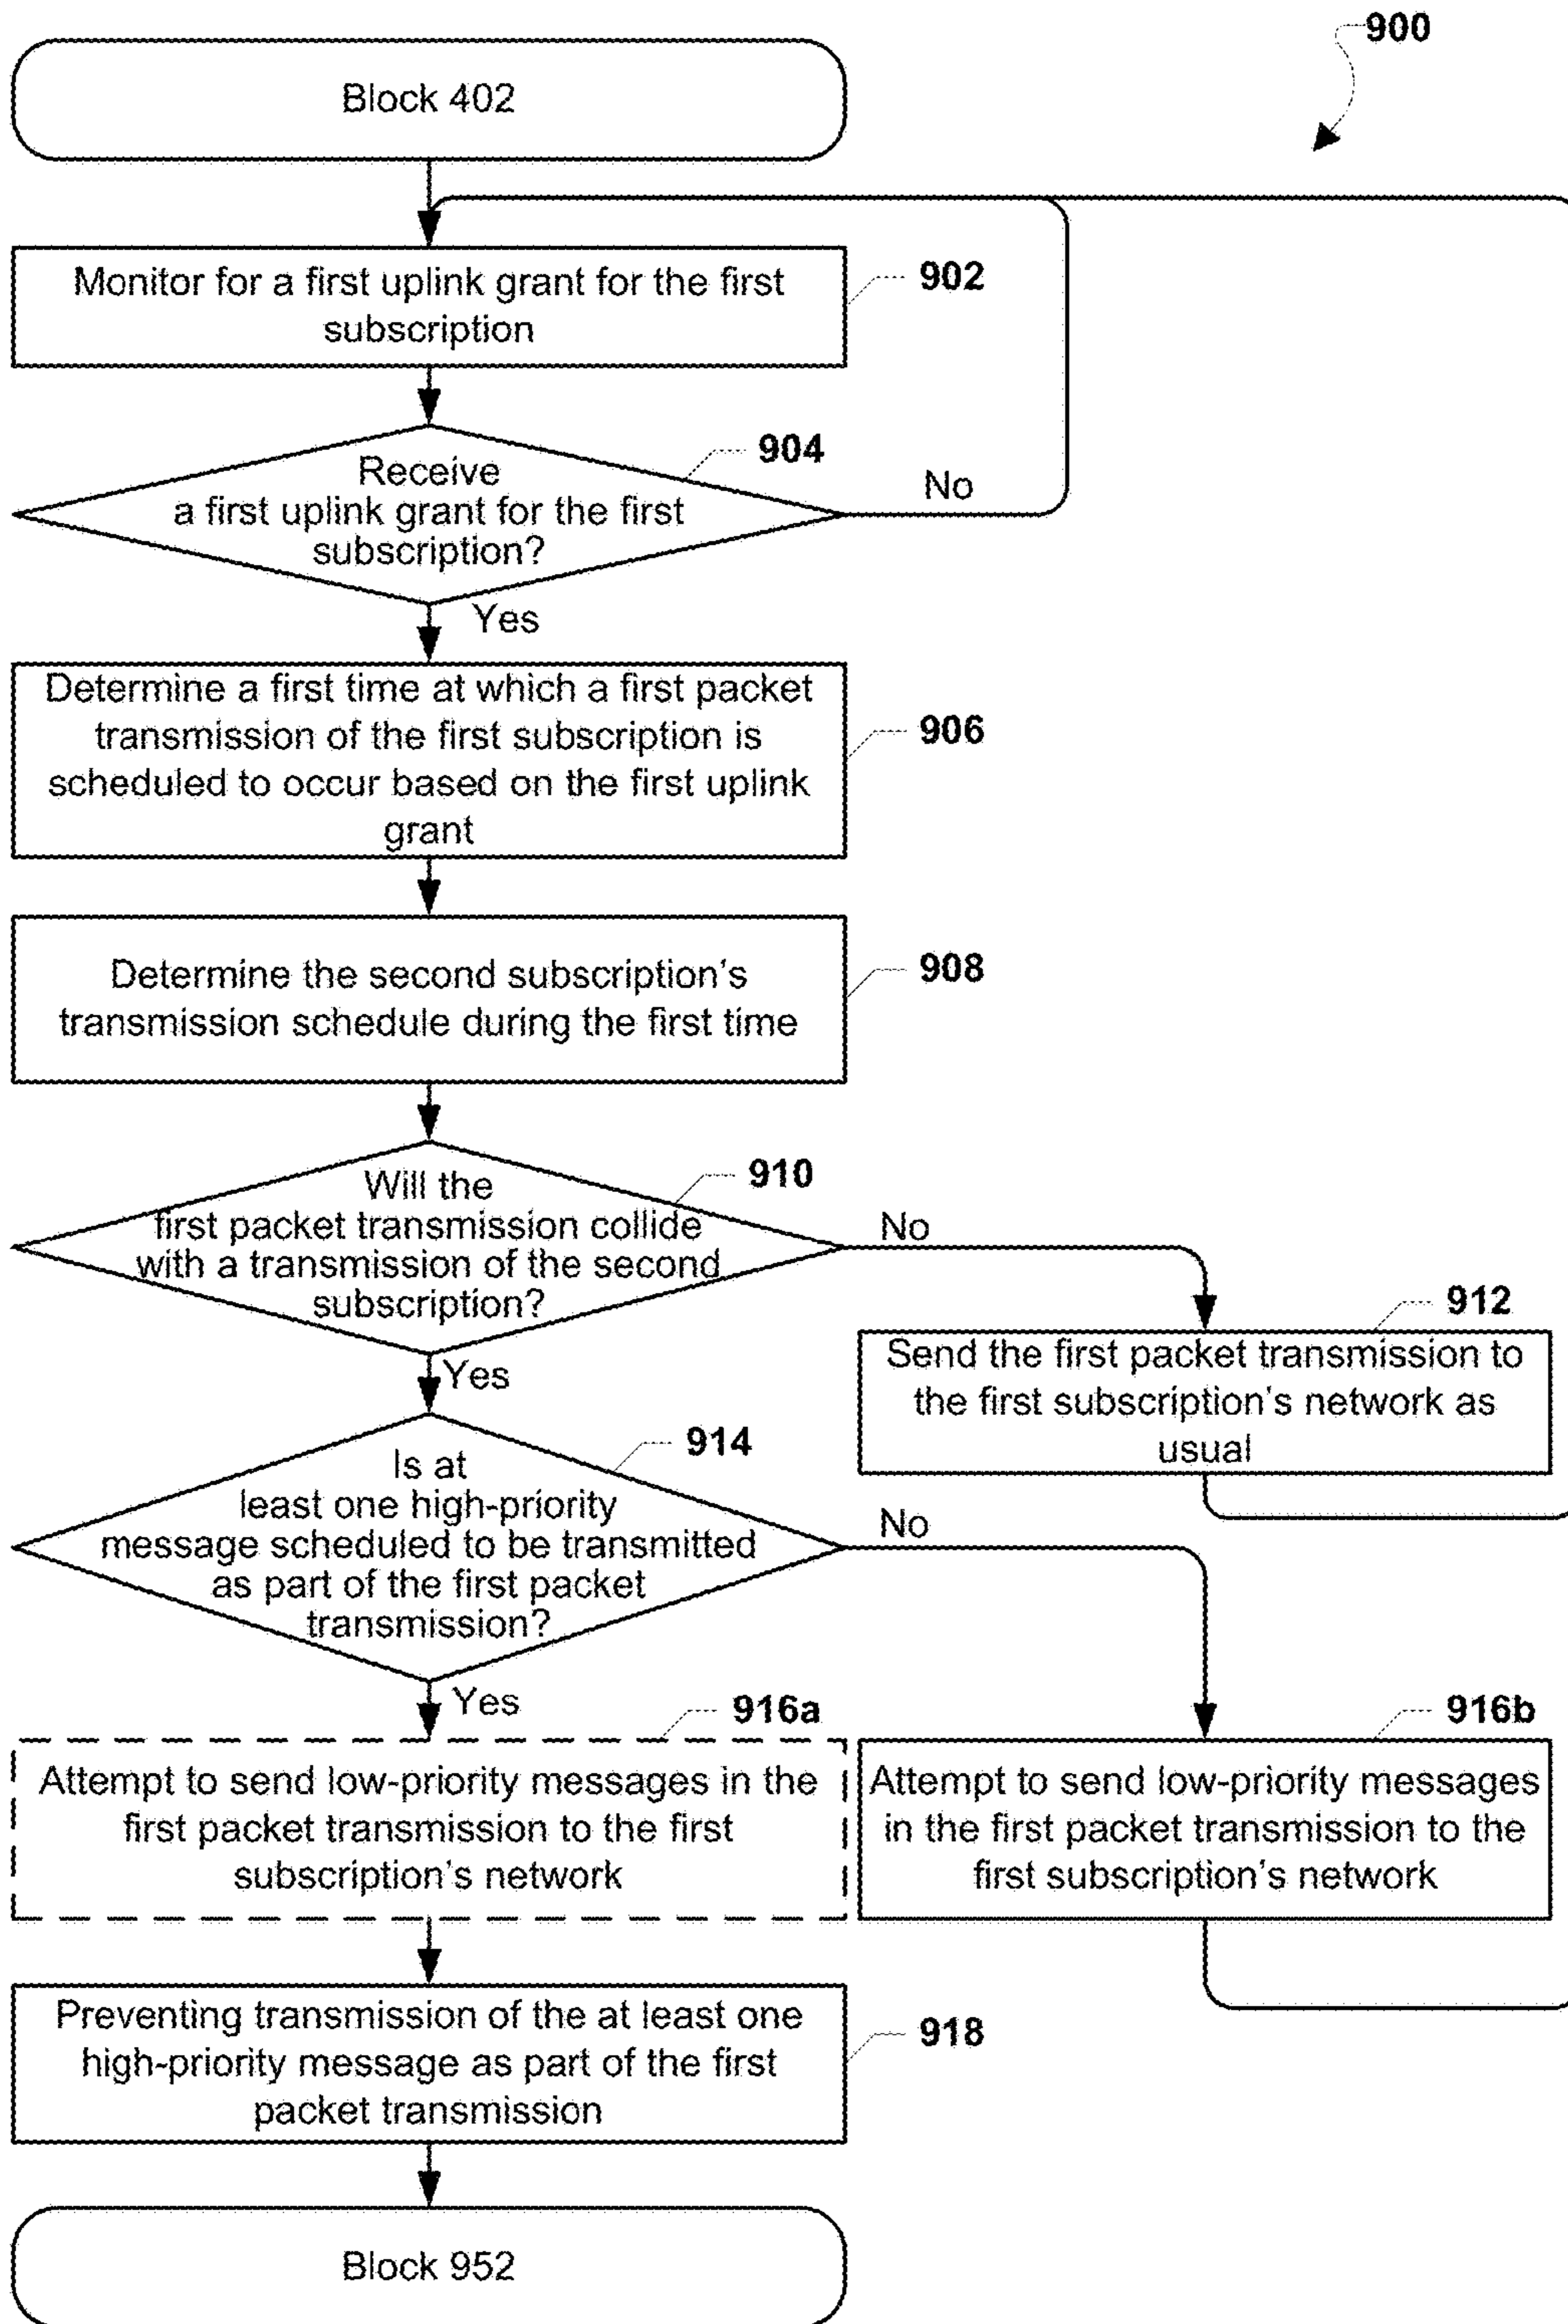 900
Block 402
Monitor for a first uplink grant for the first
subscription
902
Receive
a first uplink grant for the first
subscription?
904
No
Yes
Determine a first time at which a first packet
transmission of the first subscription is
scheduled to occur based on the first uplink
grant
906
Determine the second subscription's
transmission schedule during the first time
908
Will the
first packet transmission collide
with a transmission of the second
subscription?
910
No
Yes
912
Send the first packet transmission to
the first subscription's network as
usual
914
Is at
least one high-priority
message scheduled to be transmitted
as part of the first packet
transmission?
No
Yes
916a
Attempt to send low-priority messages in the
first packet transmission to the first
subscription's network
916b
Attempt to send low-priority messages
in the first packet transmission to the
first subscription's network
Preventing transmission of the at least one
high-priority message as part of the first
packet transmission
918
Block 952